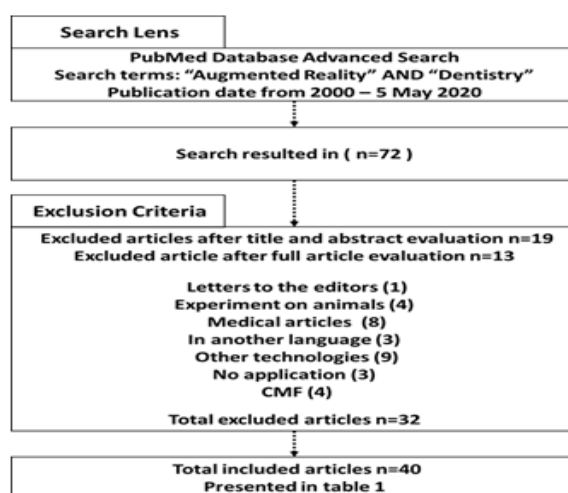 Search Lens
PubMed Database Advanced Search
Search terms: “Augmented Reality” AND “Dentistry”
Publication date from 2000 – 5 May 2020
Search resulted in ( n=72 )
Exclusion Criteria
Excluded articles after title and abstract evaluation n=19
Excluded article after full article evaluation n=13
Letters to the editors (1)
Experiment on animals (4)
Medical articles (8)
In another language (3)
Other technologies (9)
No application (3)
CMF (4)
Total excluded articles n=32
Total included articles n=40
Presented in table 1